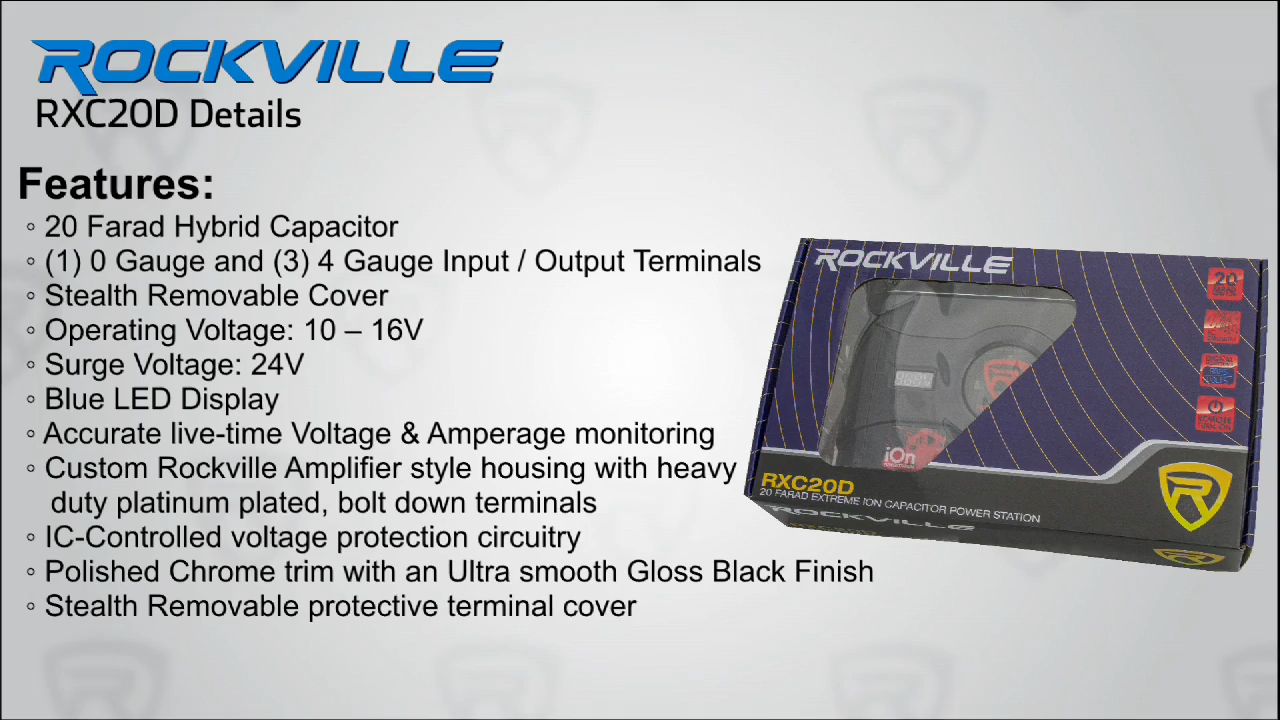 ROCKVILLE
RXC20D Details
Features:
◦ 20 Farad Hybrid Capacitor
◦ (1) 0 Gauge and (3) 4 Gauge Input / Output Terminals
◦ Stealth Removable Cover
◦ Operating Voltage: 10 – 16V
◦ Surge Voltage: 24V
◦ Blue LED Display
◦ Accurate live-time Voltage & Amperage monitoring
◦ Custom Rockville Amplifier style housing with heavy
duty platinum plated, bolt down terminals
◦ IC-Controlled voltage protection circuitry
◦ Polished Chrome trim with an Ultra smooth Gloss Black Finish
◦ Stealth Removable protective terminal cover
ROCKVILLE
20
iOn
RXC20D
20 FARAD EXTREME ION CAPACITOR POWER STATION
ROCKVILLE